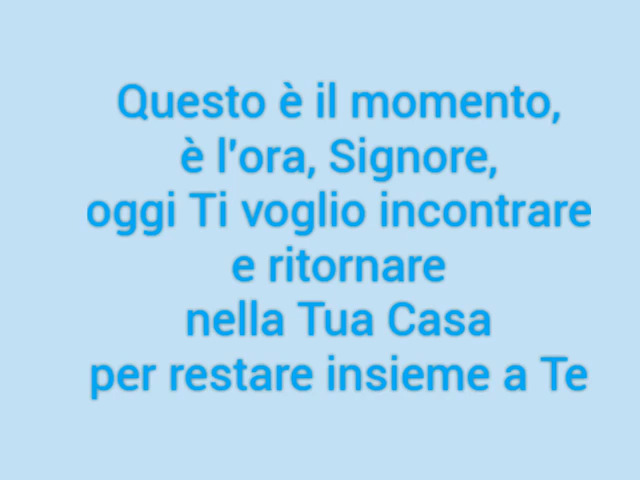 Questo è il momento,
è l'ora, Signore,
oggi Ti voglio incontrare
e ritornare
nella Tua Casa
per restare insieme a Te